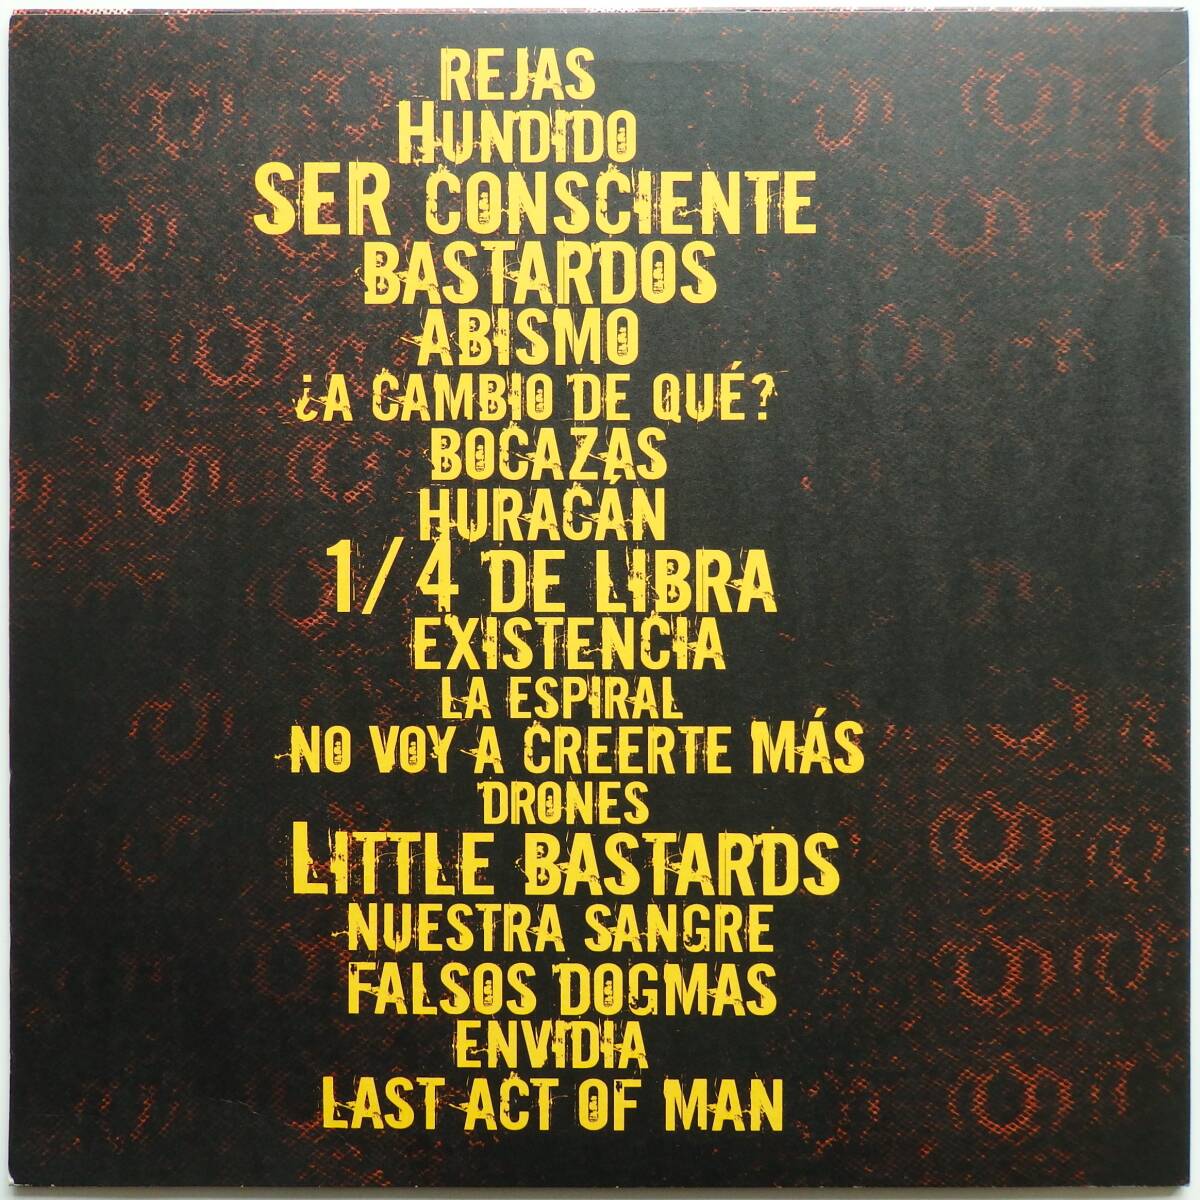 REJAS
HUNDIDO
SER CONSCIENTE
BASTARDOS
ABISMO
¿A CAMBIO DE QUÉ?
BOCAZAS
HURACÁN
1/4 DE LIBRA
EXISTENCIA
LA ESPIRAL
NO VOY A CREERTE MÁS
DRONES
LITTLE BASTARDS
NUESTRA SANGRE
FALSOS DOGMAS
ENVIDIA
LAST ACT OF MAN